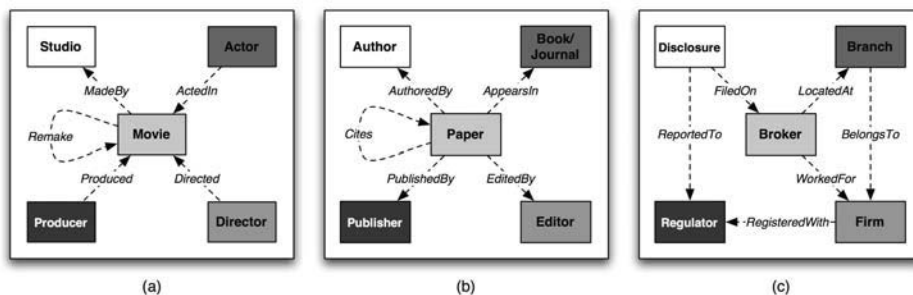 Studio
Actor
MadeBy
ActedIn
Remake
Movie
Produced
Directed
Producer
Director
(a)
Author
Book/
Journal
AuthoredBy
AppearsIn
Cites
Paper
PublishedBy
EditedBy
Publisher
Editor
(b)
Disclosure
Branch
FiledOn
LocatedAt
ReportedTo
Broker
BelongsTo
WorkedFor
Regulator
RegisteredWith
Firm
(c)